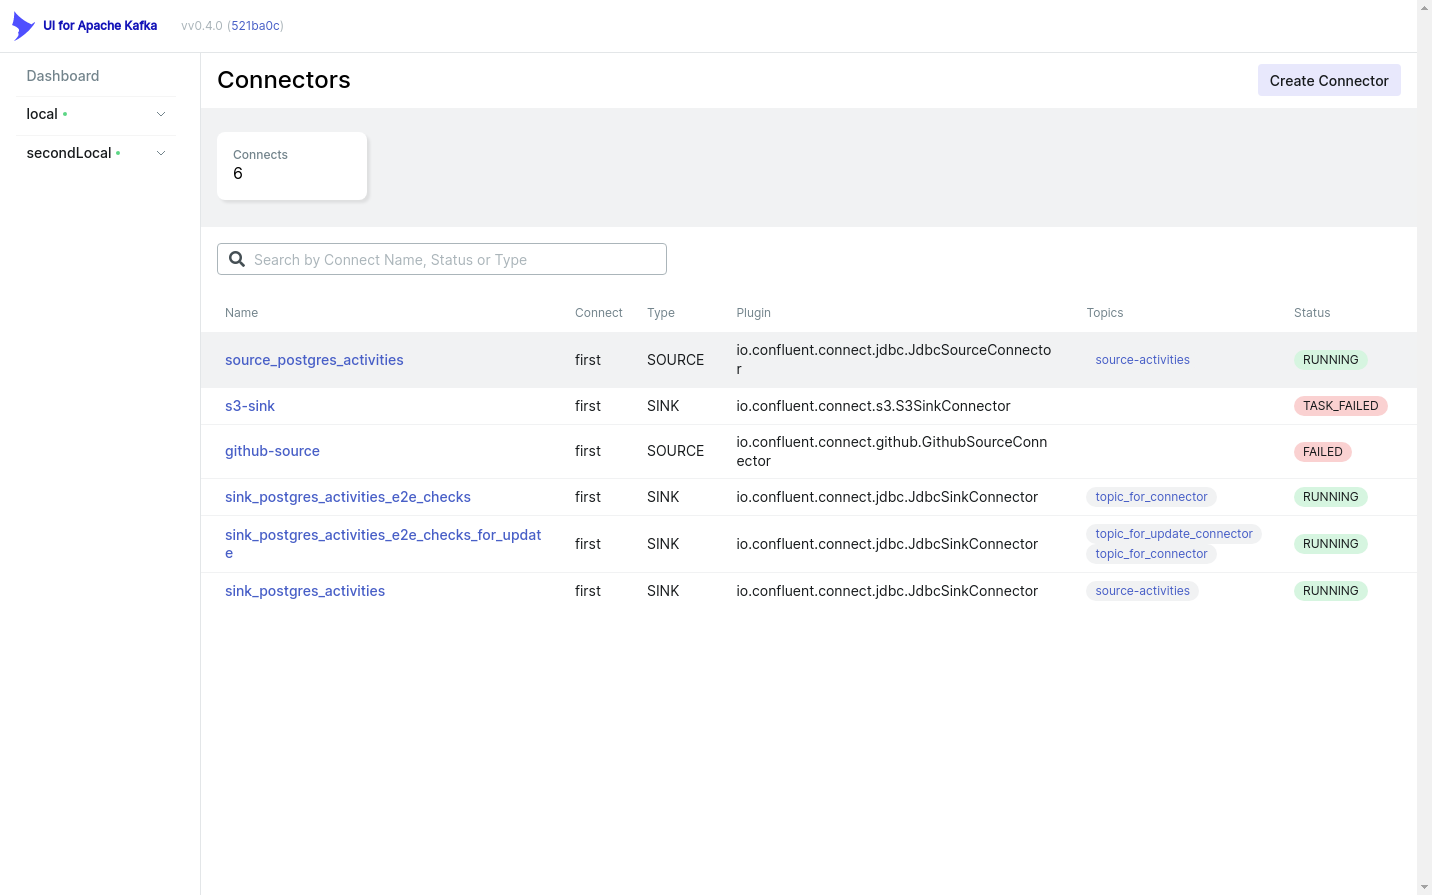 UI for Apache Kafka vv0.4.0 (521ba0c)
Dashboard
local
secondLocal
Connectors
Create Connector
Connects
6
Search by Connect Name, Status or Type
Name Connect Type Plugin Topics Status
source_postgres_activities first SOURCE io.confluent.connect.jdbc.JdbcSourceConnecto
r source-activities RUNNING
s3-sink first SINK io.confluent.connect.s3.S3SinkConnector TASK_FAILED
github-source first SOURCE io.confluent.connect.github.GithubSourceConn
ector FAILED
sink_postgres_activities_e2e_checks first SINK io.confluent.connect.jdbc.JdbcSinkConnector topic_for_connector RUNNING
sink_postgres_activities_e2e_checks_for_updat
e first SINK io.confluent.connect.jdbc.JdbcSinkConnector topic_for_update_connector
topic_for_connector RUNNING
sink_postgres_activities first SINK io.confluent.connect.jdbc.JdbcSinkConnector source-activities RUNNING